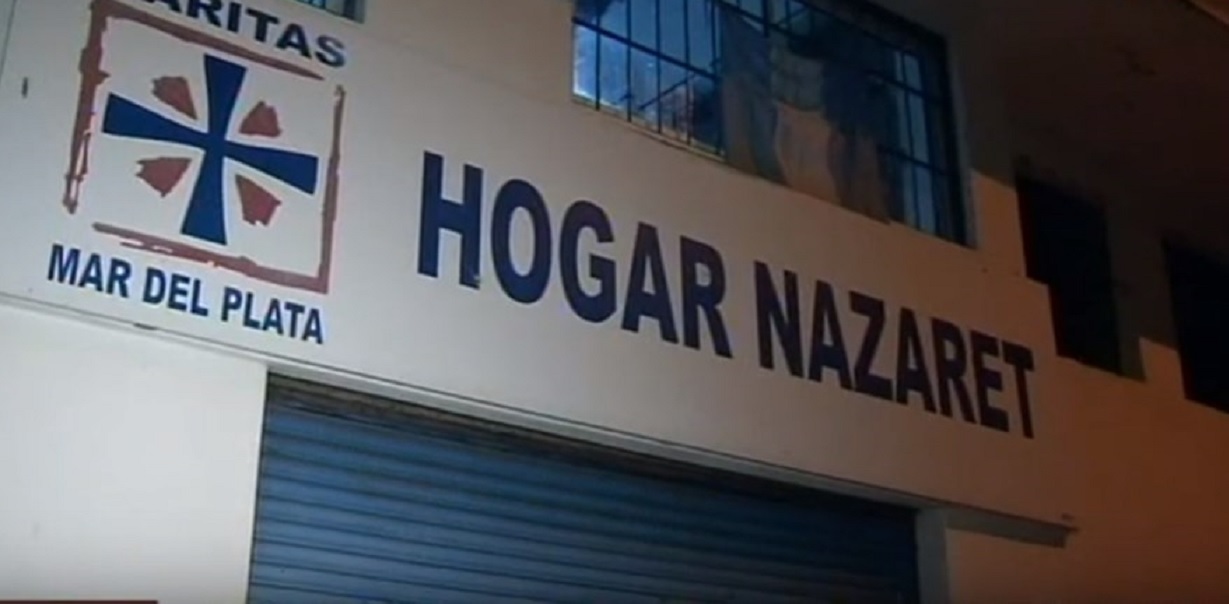 ARITAS
MAR DEL PLATA
HOGAR NAZARET